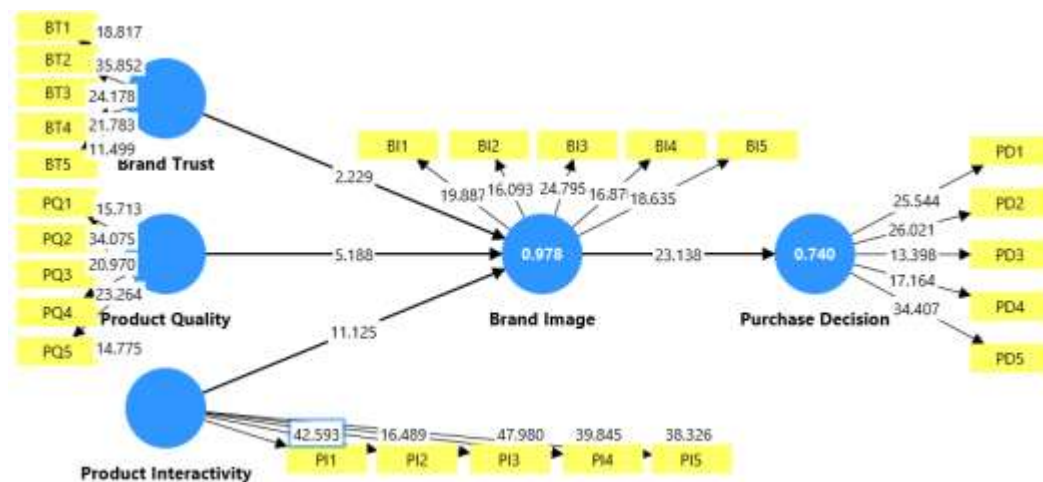 BT1
18.817
BT2
35.852
BT3
24.178
BT4
21.783
BT5
11.499
Brand Trust
2.229
BI1
BI2
BI3
BI4
BI5
19.887
16.093
24.795
16.87
18.635
PD1
25.544
PD2
26.021
PQ1
15.713
PQ2
34.075
PQ3
20.970
PQ4
23.264
PQ5
14.775
Product Quality
5.188
0.978
Brand Image
23.138
0.740
Purchase Decision
13.398
PD3
17.164
PD4
34.407
PD5
11.125
42.593
16.489
47.980
39.845
38.326
PI1
PI2
PI3
PI4
PI5
Product Interactivity